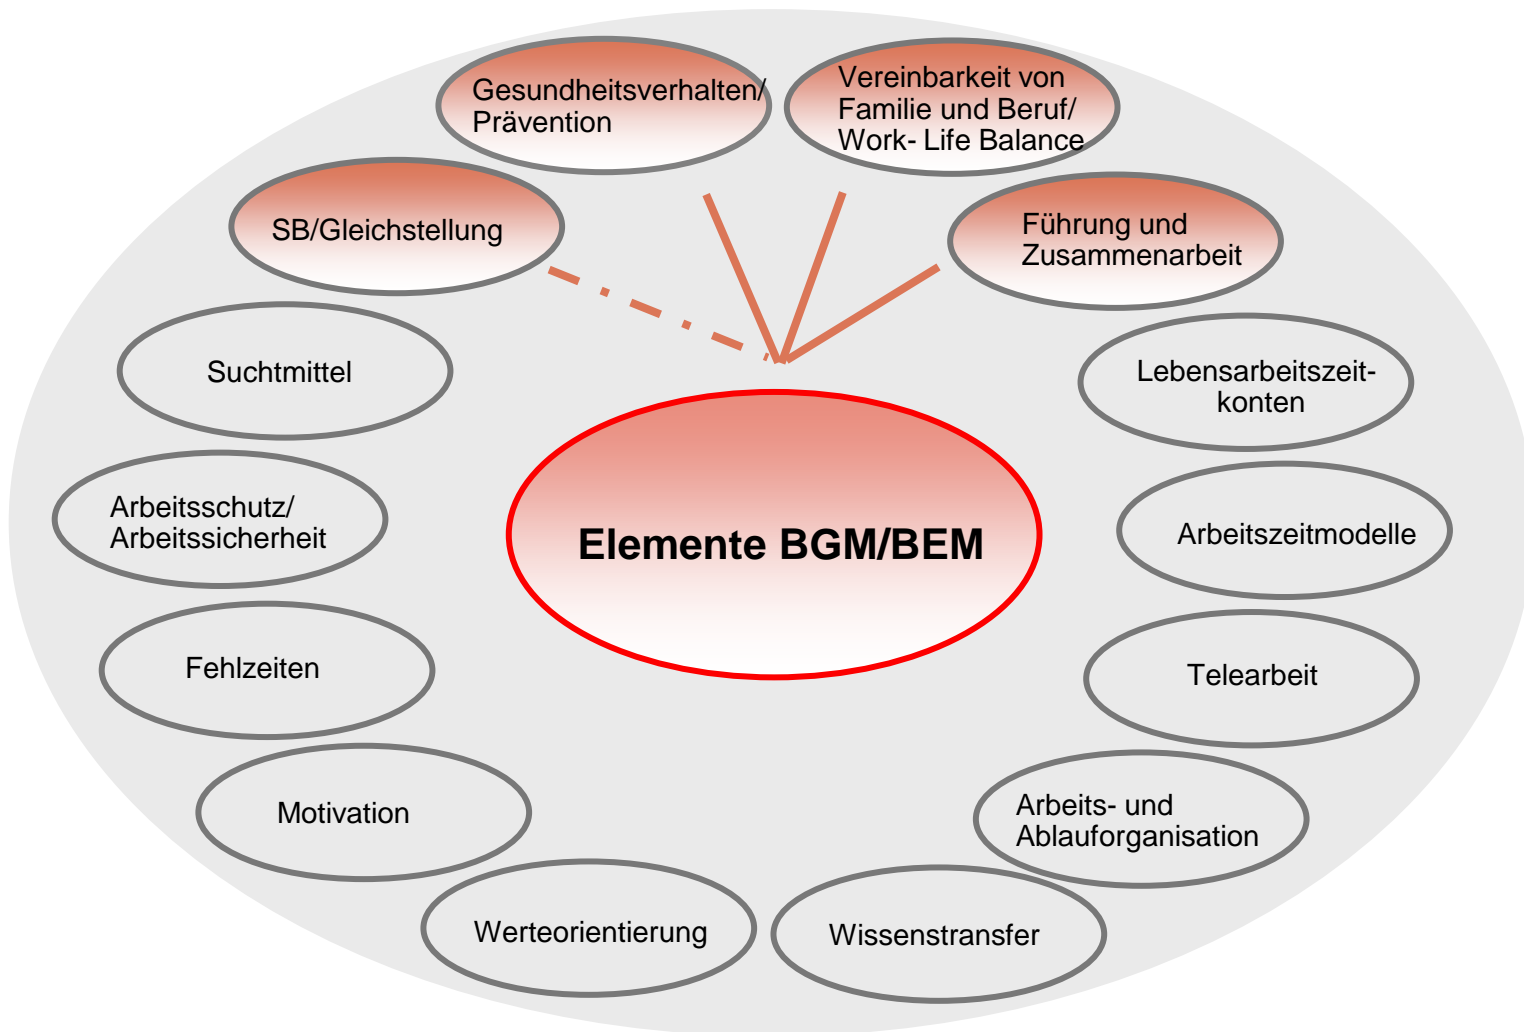 Gesundheitsverhalten/
Prävention
Vereinbarkeit von
Familie und Beruf/
Work- Life Balance
SB/Gleichstellung
Führung und
Zusammenarbeit
Suchtmittel
Lebensarbeitszeit-
konten
Arbeitsschutz/
Arbeitssicherheit
Elemente BGM/BEM
Arbeitszeitmodelle
Fehlzeiten
Telearbeit
Motivation
Arbeits- und
Ablauforganisation
Werteorientierung
Wissenstransfer